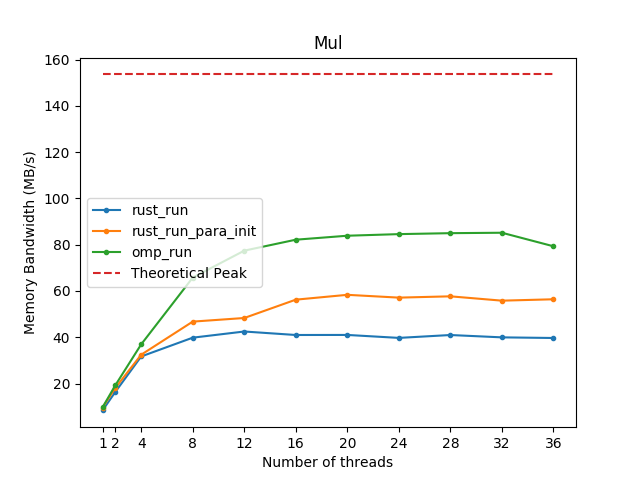 Mul
160
140
120
100
80
60
40
20
Memory Bandwidth (MB/s)
rust_run
rust_run_para_init
omp_run
Theoretical Peak
1 2 4 8 12 16 20 24 28 32 36
Number of threads